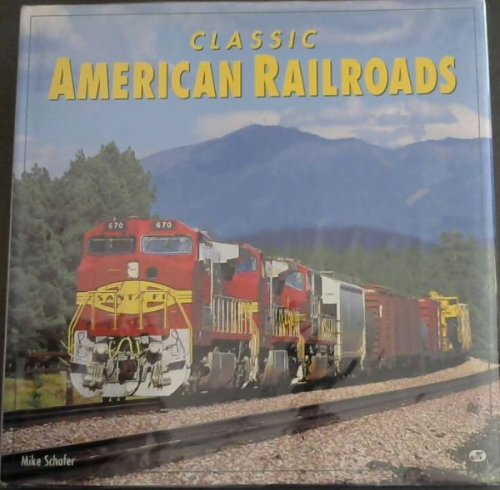 CLASSIC
AMERICAN RAILROADS
670 670
SANTA FE
Mike Schafer